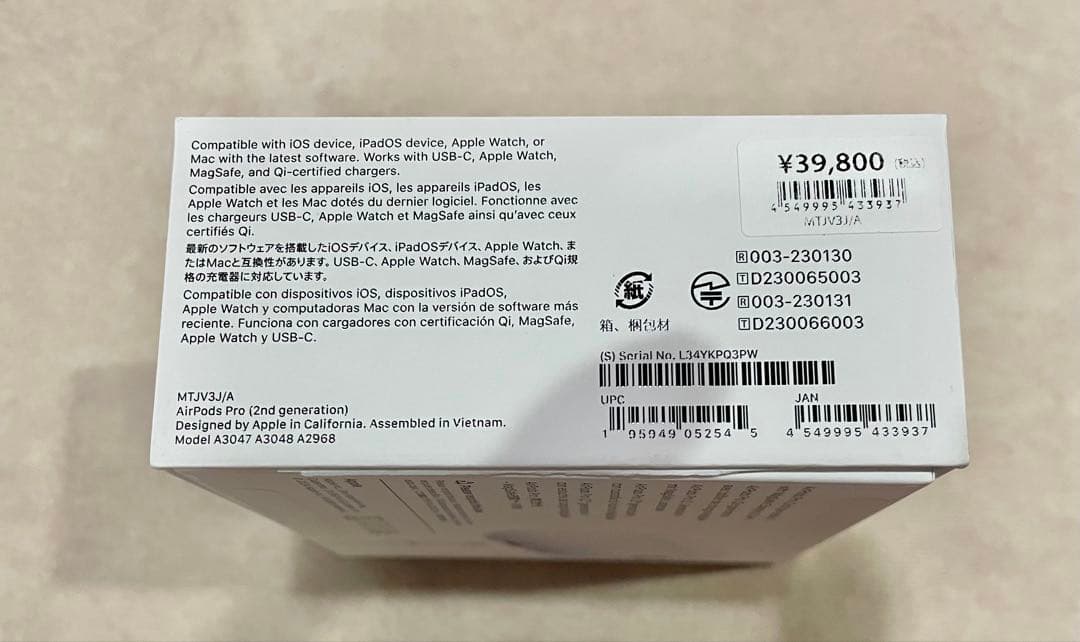 Compatible with iOS device, iPadOS device, Apple Watch, or
Mac with the latest software. Works with USB-C, Apple Watch,
MagSafe, and Qi-certified chargers.
Compatible avec les appareils iOS, les appareils iPadOS, les
Apple Watch et les Mac dotés du dernier logiciel. Fonctionne avec
les chargeurs USB-C, Apple Watch et MagSafe ainsi qu'avec ceux
certifiés Qi.
最新のソフトウェアを搭載したiOSデバイス、iPadOSデバイス、Apple Watch、ま
たはMacと互換性があります。USB-C、Apple Watch、MagSafe、およびQi規
格の充電器に対応しています。
Compatible con dispositivos iOS, dispositivos iPadOS,
Apple Watch y computadoras Mac con la versión de software más
reciente. Funciona con cargadores con certificación Qi, MagSafe,
Apple Watch y USB-C.
MTJV3J/A
AirPods Pro (2nd generation)
Designed by Apple in California. Assembled in Vietnam.
Model A3047 A3048 A2968
¥39,800 (税込)
4 549995 433937
MTJV3J/A
R 003-230130
T D230065003
R 003-230131
T D230066003
紙
箱、梱包材
(S) Serial No. L34YKPQ3PW
UPC
1 95949 05254 5
JAN
4 549995 433937